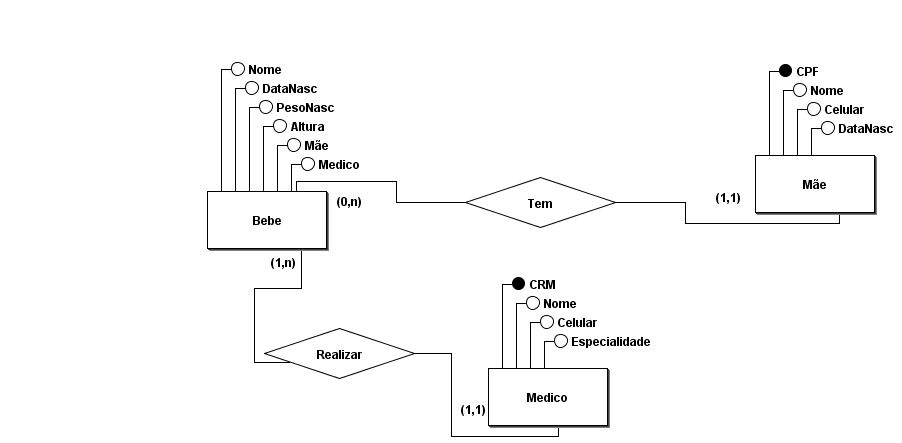 Nome
DataNasc
PesoNasc
Altura
Mãe
Medico
Bebe
(0,n)
(1,n)
Tem
(1,1)
CPF
Nome
Celular
DataNasc
Mãe
Realizar
(1,1)
CRM
Nome
Celular
Especialidade
Medico